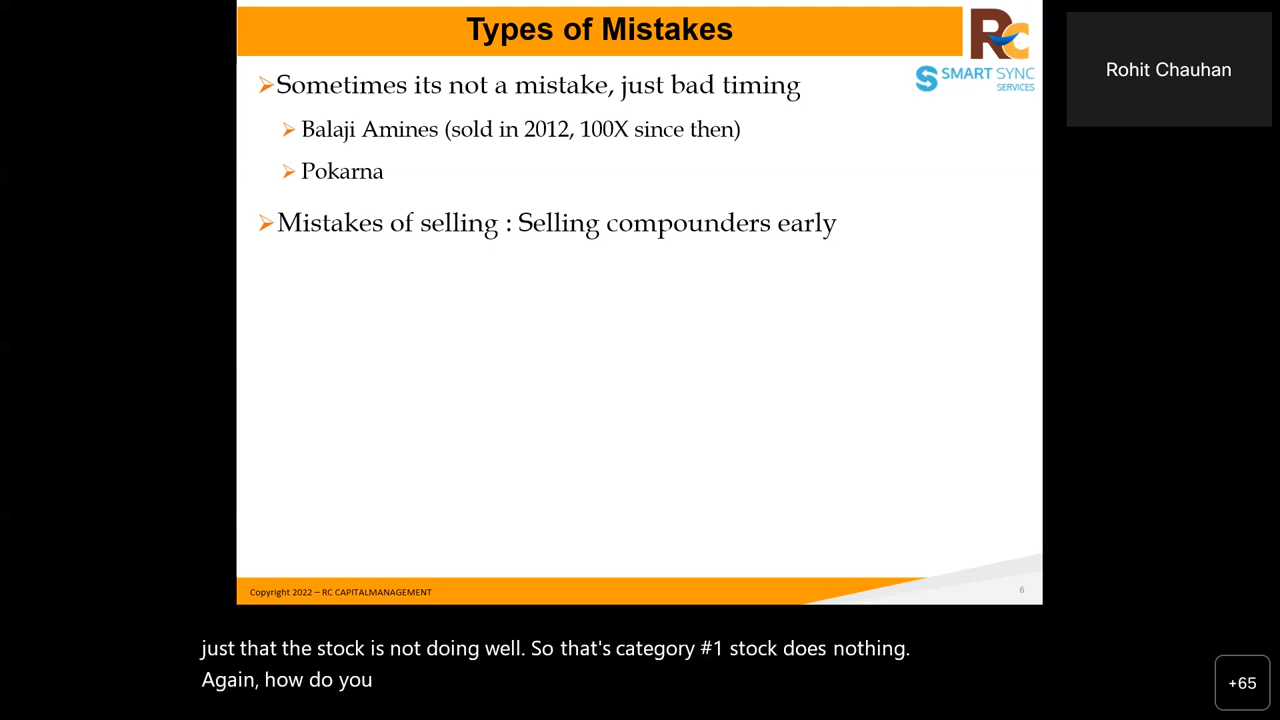 Types of Mistakes
Rc
SMART SYNC
SERVICES
Rohit Chauhan
Sometimes its not a mistake, just bad timing
Balaji Amines (sold in 2012, 100X since then)
Pokarna
Mistakes of selling : Selling compounders early
Copyright 2022 – RC CAPITALMANAGEMENT
6
just that the stock is not doing well. So that's category #1 stock does nothing.
Again, how do you
+65